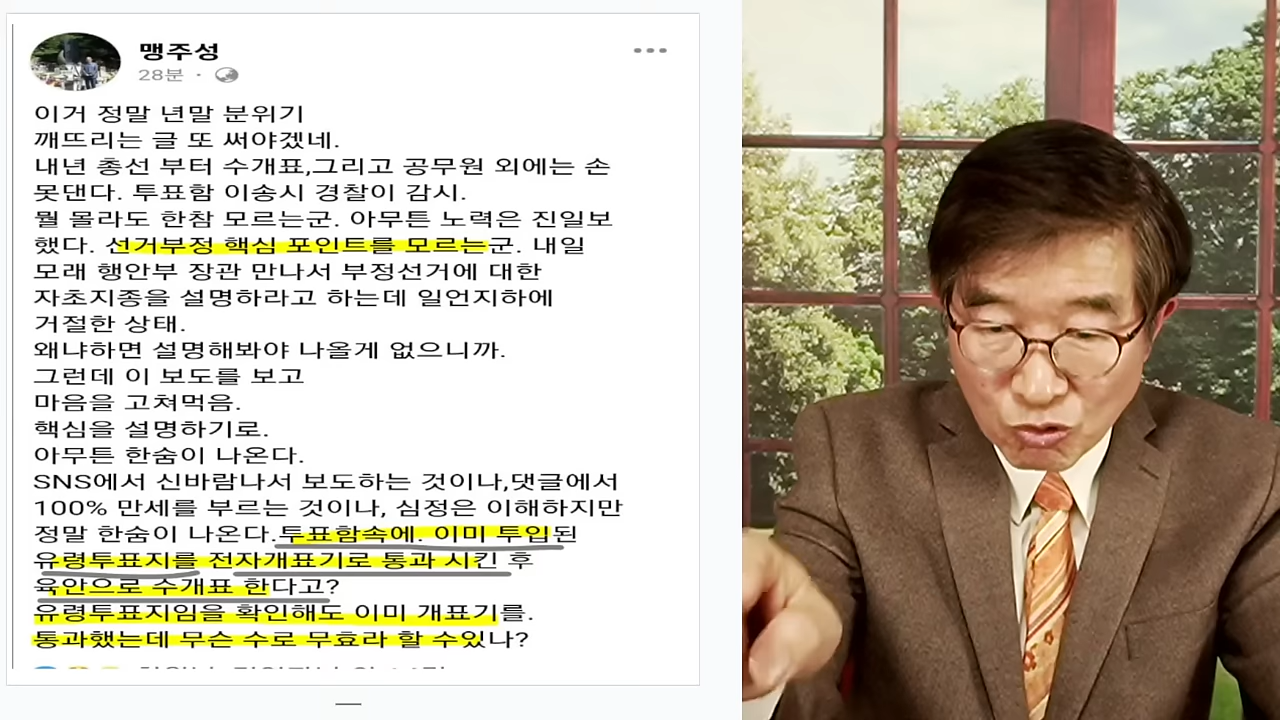 맹주성
28분 ·
이거 정말 년말 분위기
깨뜨리는 글 또 써야겠네.
내년 총선 부터 수개표,그리고 공무원 외에는 손
못댄다. 투표함 이송시 경찰이 감시.
뭘 몰라도 한참 모르는군. 아무튼 노력은 진일보
했다. 선거부정 핵심 포인트를 모르는군. 내일
모래 행안부 장관 만나서 부정선거에 대한
자초지종을 설명하라고 하는데 일언지하에
거절한 상태.
왜냐하면 설명해봐야 나올게 없으니까.
그런데 이 보도를 보고
마음을 고쳐먹음.
핵심을 설명하기로.
아무튼 한숨이 나온다.
SNS에서 신바람나서 보도하는 것이나,댓글에서
100% 만세를 부르는 것이나, 심정은 이해하지만
정말 한숨이 나온다.투표함속에. 이미 투입된
유령투표지를 전자개표기로 통과 시킨 후
육안으로 수개표 한다고?
유령투표지임을 확인해도 이미 개표기를.
통과했는데 무슨 수로 무효라 할 수있나?